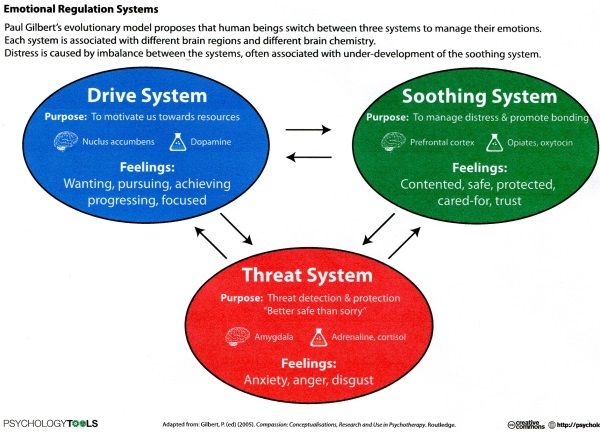 Emotional Regulation Systems
Paul Gilbert's evolutionary model proposes that human beings switch between three systems to manage their emotions.
Each system is associated with different brain regions and different brain chemistry.
Distress is caused by imbalance between the systems, often associated with under-development of the soothing system.
Drive System
Purpose: To motivate us towards resources
Nuclus accumbens
Dopamine
Feelings:
Wanting, pursuing, achieving
progressing, focused
Soothing System
Purpose: To manage distress & promote bonding
Prefrontal cortex
Opiates, oxytocin
Feelings:
Contented, safe, protected,
cared-for, trust
Threat System
Purpose: Threat detection & protection
"Better safe than sorry"
Amygdala
Adrenaline, cortisol
Feelings:
Anxiety, anger, disgust
PSYCHOLOGYTOOLS
Adapted from: Gilbert, P. (ed) (2005). Compassion: Conceptualisations, Research and Use in Psychotherapy. Routledge.
cc creative commons
http://psychol